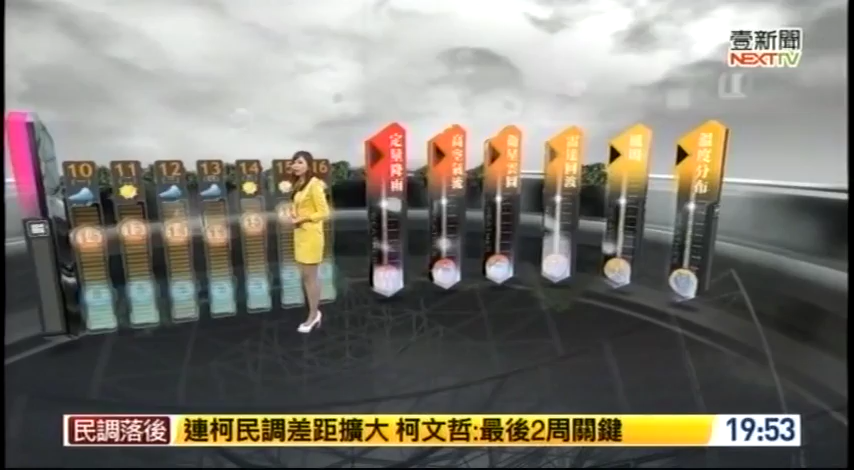 壹新聞
NEXTTV
10 11 12 13 14 15 16
定量降雨 高空氣流 衛星雲圖 雷達回波 風場 溫度分布
民調落後 連柯民調差距擴大 柯文哲:最後2周關鍵 19:53